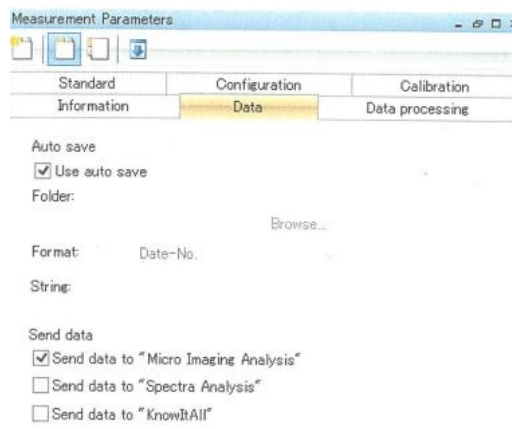 Measurement Parameters
Standard Configuration Calibration
Information Data Data processing
Auto save
Use auto save
Folder:
Browse...
Format: Date-No.
String:
Send data
Send data to "Micro Imaging Analysis"
Send data to "Spectra Analysis"
Send data to "KnowItAll"